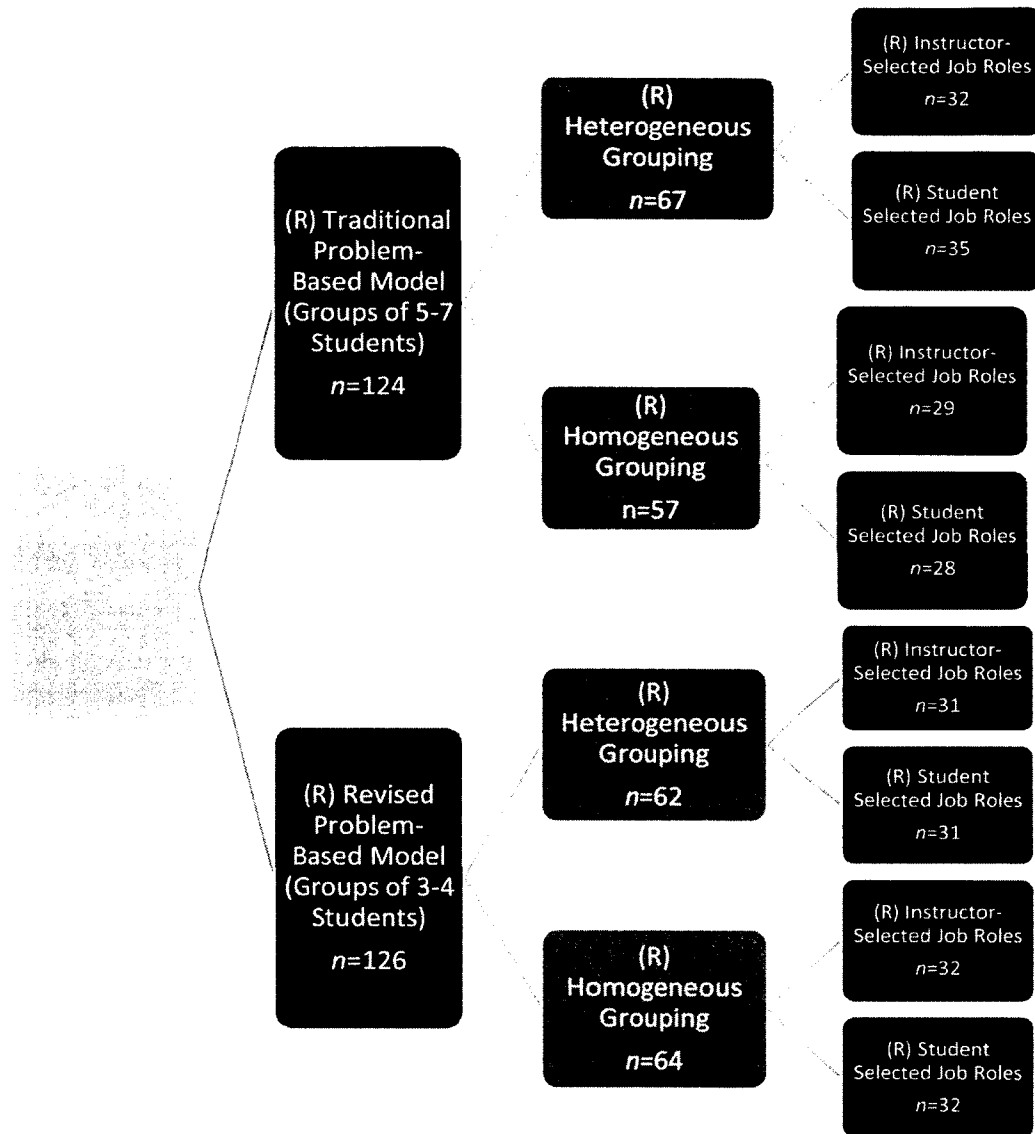 (R) Traditional
Problem-
Based Model
(Groups of 5-7
Students)
n=124
(R)
Heterogeneous
Grouping
n=67
(R) Instructor-
Selected Job Roles
n=32
(R) Student
Selected Job Roles
n=35
(R)
Homogeneous
Grouping
n=57
(R) Instructor-
Selected Job Roles
n=29
(R) Student
Selected Job Roles
n=28
(R) Revised
Problem-
Based Model
(Groups of 3-4
Students)
n=126
(R)
Heterogeneous
Grouping
n=62
(R) Instructor-
Selected Job Roles
n=31
(R) Student
Selected Job Roles
n=31
(R)
Homogeneous
Grouping
n=64
(R) Instructor-
Selected Job Roles
n=32
(R) Student
Selected Job Roles
n=32